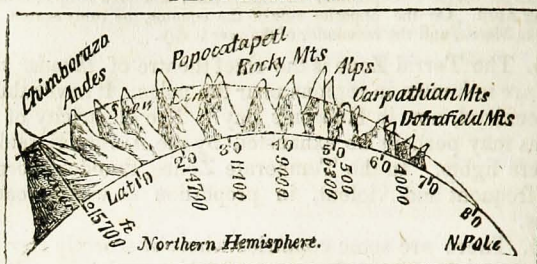 Chimborazo
Andes
Popocatapetl
Rocky Mts
Alps
Carpathian Mts
Dofrafield Mts
Snow Line
Lat. 10
20
30
40
50
60
70
80
15700 ft
14700
11100
9000
6300
500
4000
Northern Hemisphere.
N. Pole